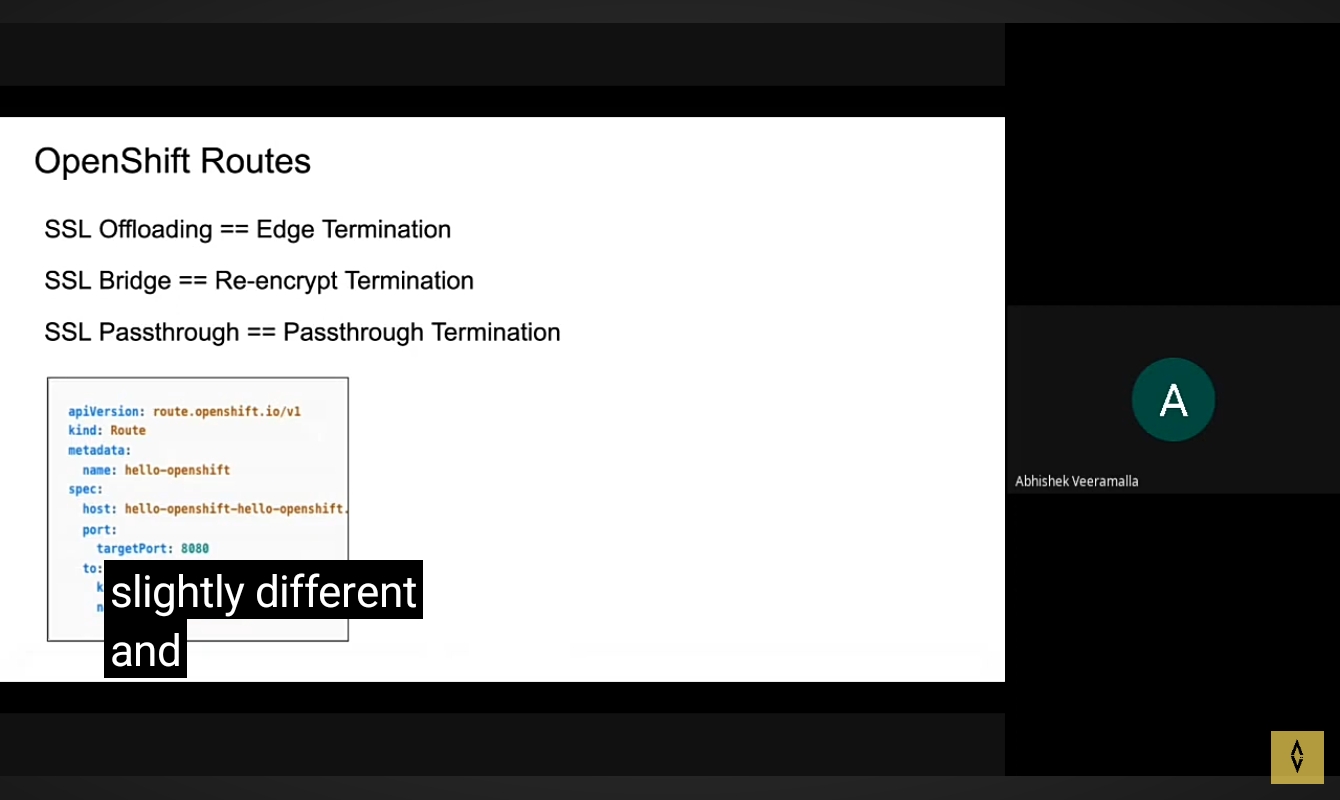 OpenShift Routes
SSL Offloading == Edge Termination
SSL Bridge == Re-encrypt Termination
SSL Passthrough == Passthrough Termination
apiVersion: route.openshift.io/v1
kind: Route
metadata:
name: hello-openshift
spec:
host: hello-openshift-hello-openshift.
port:
targetPort: 8080
to:
slightly different
and
A
Abhishek Veeramalla